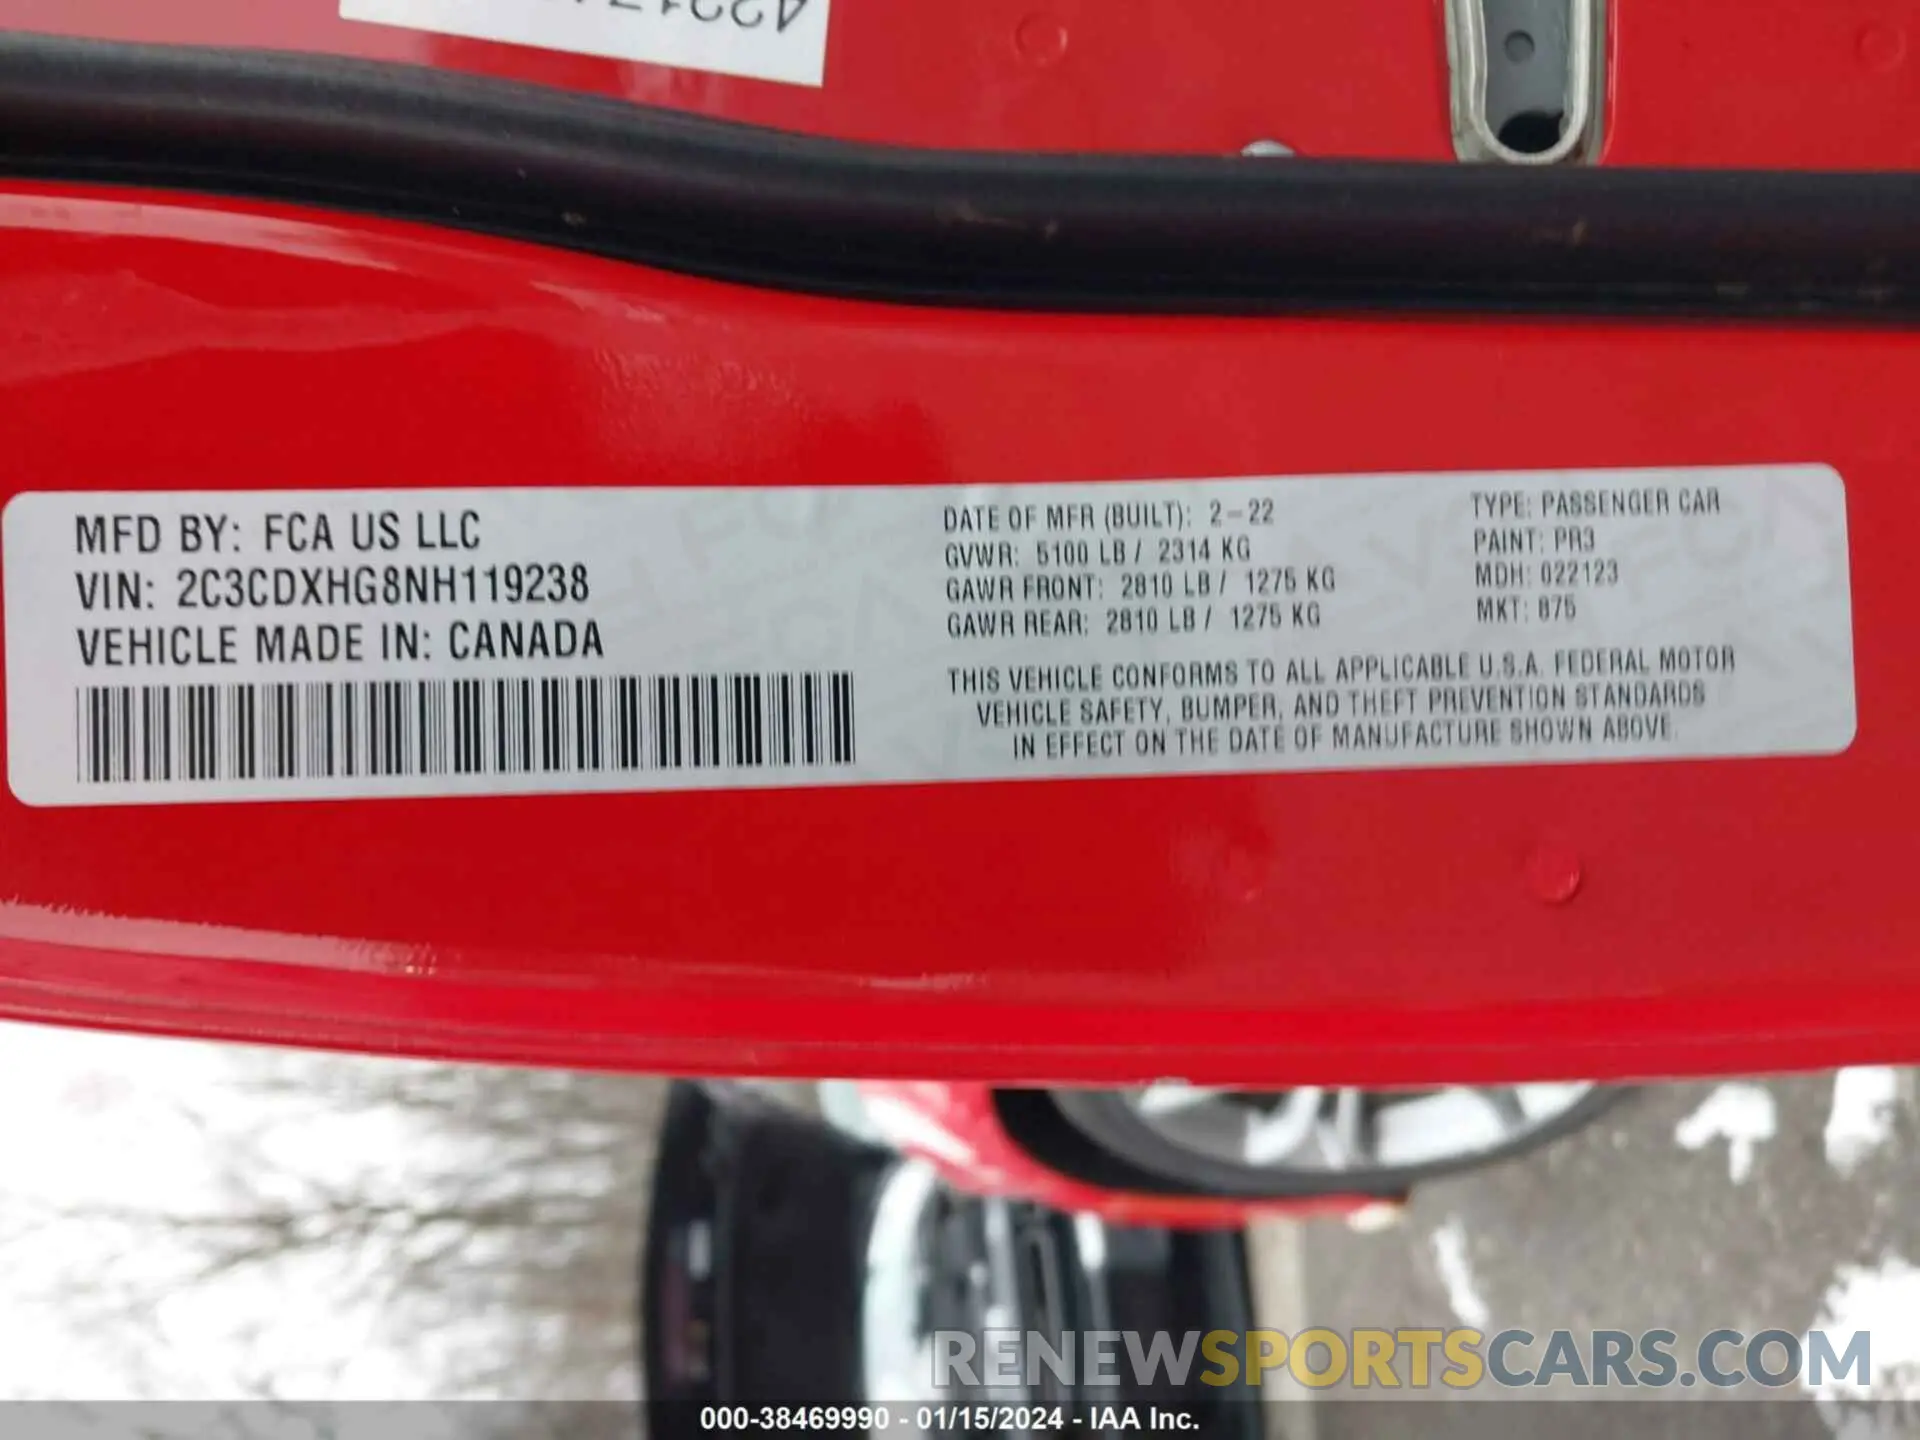 MFD BY: FCA US LLC
VIN: 2C3CDXHG8NH119238
VEHICLE MADE IN: CANADA
DATE OF MFR (BUILT): 2-22
GVWR: 5100 LB / 2314 KG
GAWR FRONT: 2810 LB / 1275 KG
GAWR REAR: 2810 LB / 1275 KG
TYPE: PASSENGER CAR
PAINT: PR3
MDH: 022123
MKT: 875
THIS VEHICLE CONFORMS TO ALL APPLICABLE U.S.A. FEDERAL MOTOR
VEHICLE SAFETY, BUMPER, AND THEFT PREVENTION STANDARDS
IN EFFECT ON THE DATE OF MANUFACTURE SHOWN ABOVE.
RENEWSPORTSCARS.COM
000-38469990 - 01/15/2024 - IAA Inc.